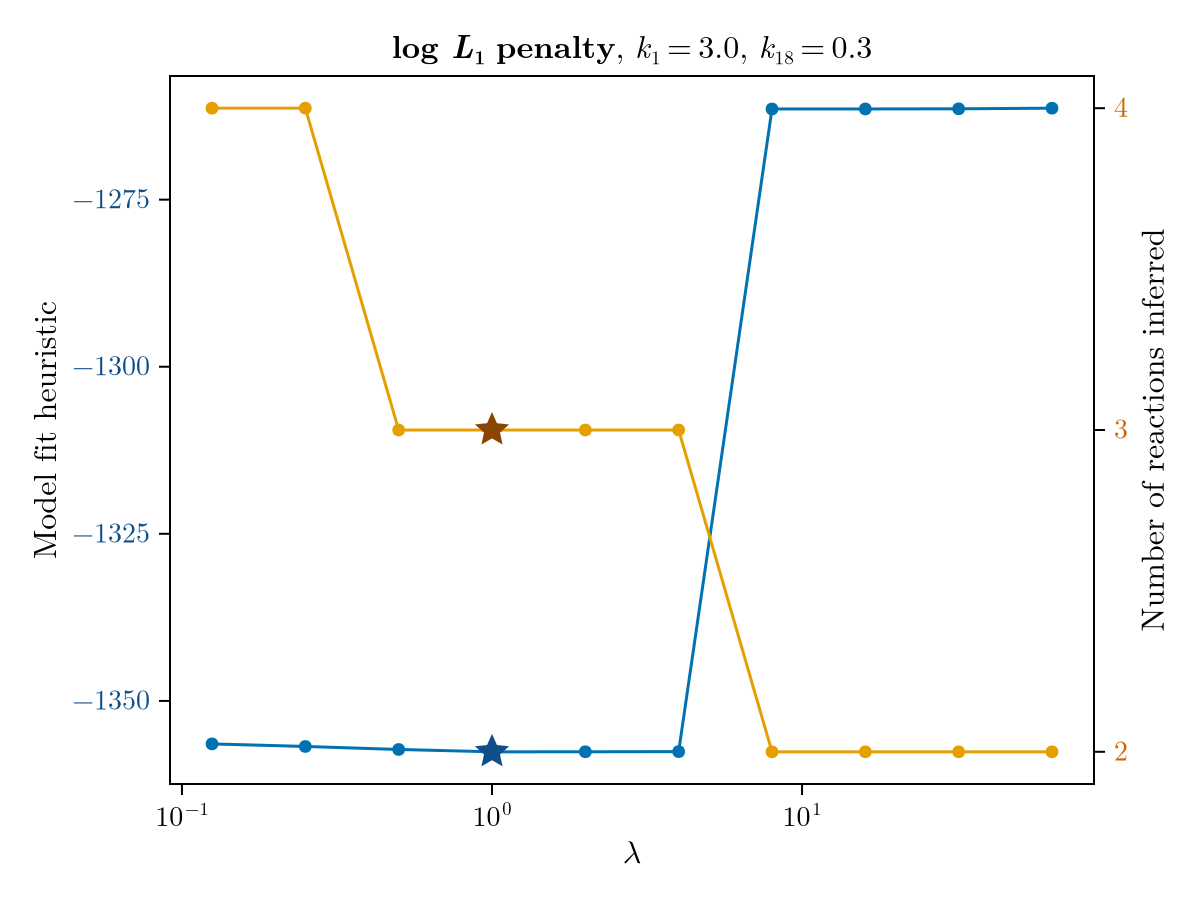 log L₁ penalty, k₁ = 3.0, k₁₈ = 0.3
Model fit heuristic
−1275
−1300
−1325
−1350
4
3
2
Number of reactions inferred
10⁻¹
10⁰
10¹
λ